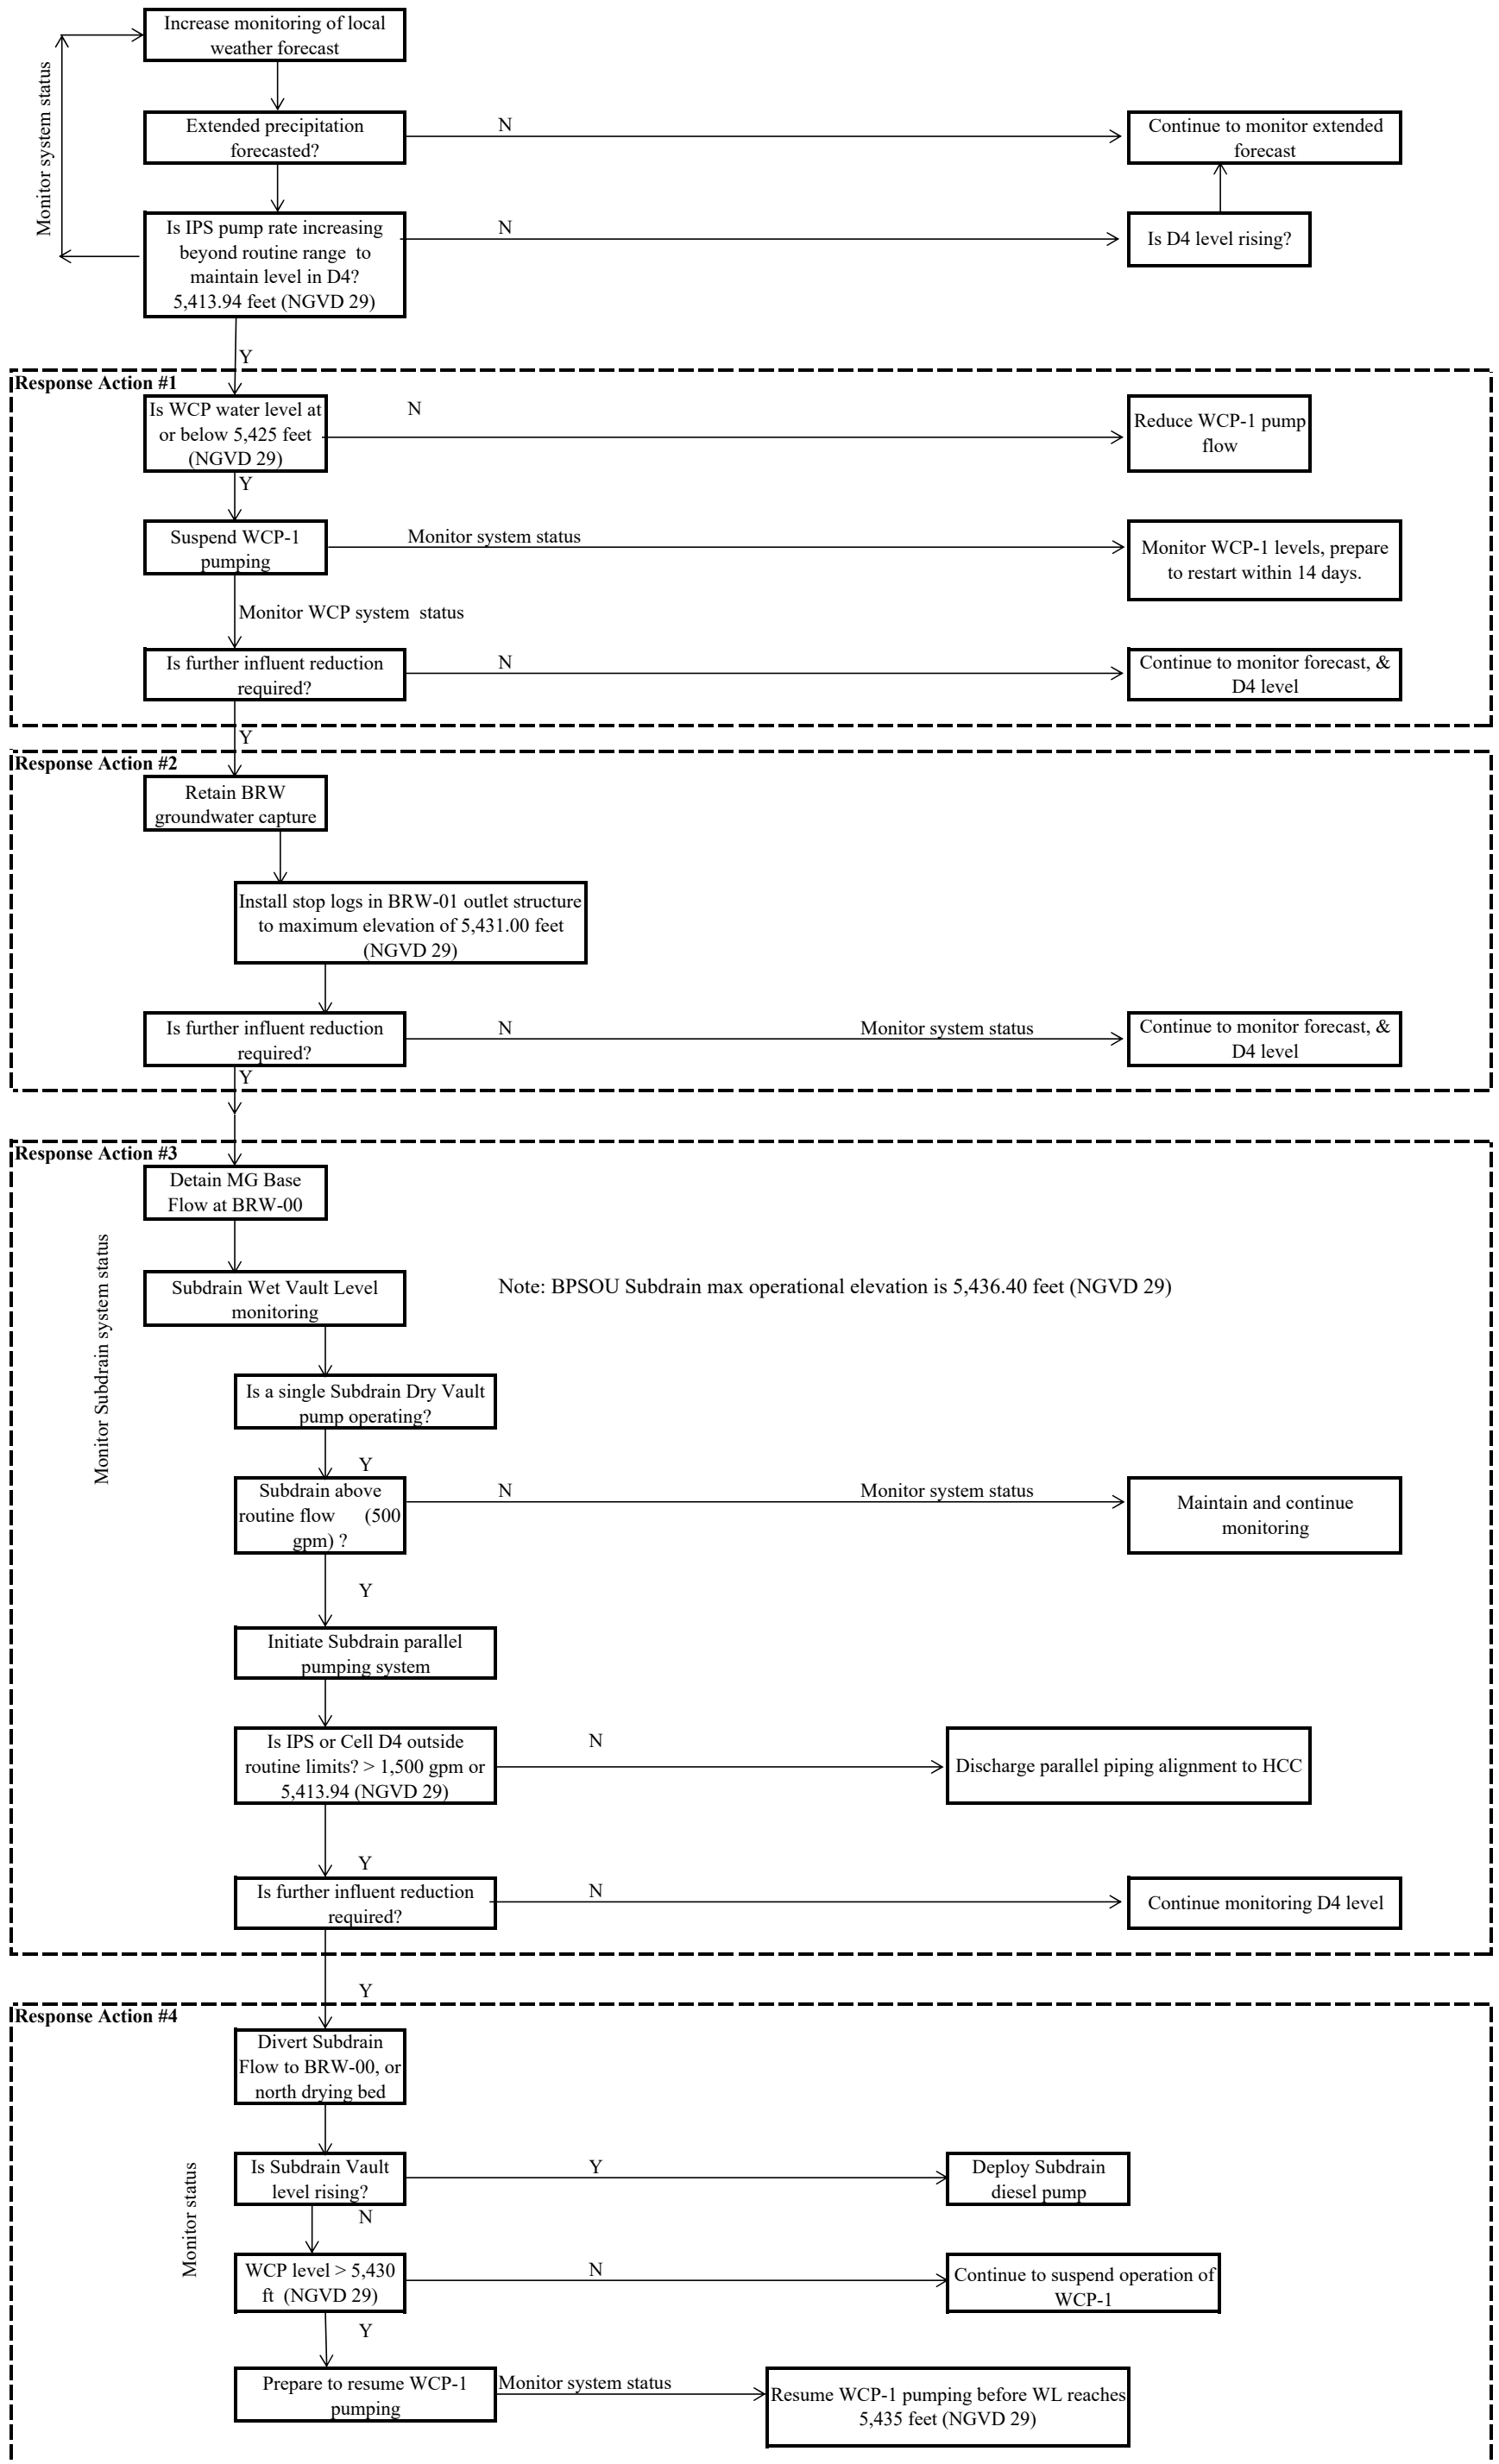 Increase monitoring of local
weather forecast
Monitor system status
Extended precipitation
forecasted?
N
Continue to monitor extended
forecast
Is IPS pump rate increasing
beyond routine range to
maintain level in D4?
5,413.94 feet (NGVD 29)
N
Is D4 level rising?
Y
Response Action #1
Is WCP water level at
or below 5,425 feet
(NGVD 29)
N
Reduce WCP-1 pump
flow
Y
Suspend WCP-1
pumping
Monitor system status
Monitor WCP-1 levels, prepare
to restart within 14 days.
Monitor WCP system status
Is further influent reduction
required?
N
Continue to monitor forecast, &
D4 level
Y
Response Action #2
Retain BRW
groundwater capture
Install stop logs in BRW-01 outlet structure
to maximum elevation of 5,431.00 feet
(NGVD 29)
Is further influent reduction
required?
N
Monitor system status
Continue to monitor forecast, &
D4 level
Y
Response Action #3
Detain MG Base
Flow at BRW-00
Monitor Subdrain system status
Subdrain Wet Vault Level
monitoring
Note: BPSOU Subdrain max operational elevation is 5,436.40 feet (NGVD 29)
Is a single Subdrain Dry Vault
pump operating?
Y
Subdrain above
routine flow (500
gpm) ?
N
Monitor system status
Maintain and continue
monitoring
Y
Initiate Subdrain parallel
pumping system
Is IPS or Cell D4 outside
routine limits? > 1,500 gpm or
5,413.94 (NGVD 29)
N
Discharge parallel piping alignment to HCC
Y
Is further influent reduction
required?
N
Continue monitoring D4 level
Y
Response Action #4
Divert Subdrain
Flow to BRW-00, or
north drying bed
Monitor status
Is Subdrain Vault
level rising?
Y
Deploy Subdrain
diesel pump
N
WCP level > 5,430
ft (NGVD 29)
N
Continue to suspend operation of
WCP-1
Y
Prepare to resume WCP-1
pumping
Monitor system status
Resume WCP-1 pumping before WL reaches
5,435 feet (NGVD 29)